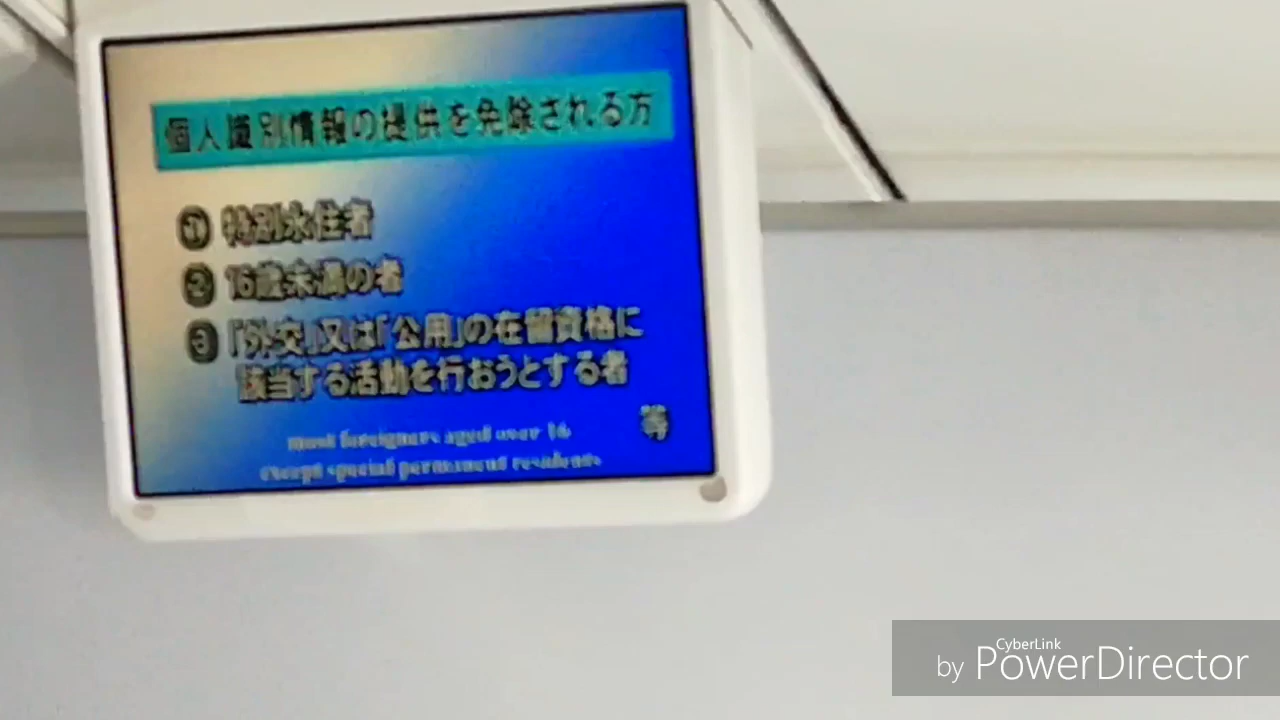 個人識別情報の提供を免除される方
① 特別永住者
② 16歳未満の者
③ 「外交」又は「公用」の在留資格に
該当する活動を行おうとする者
等
most foreigners aged over 16
except special permanent residents
CyberLink
by PowerDirector